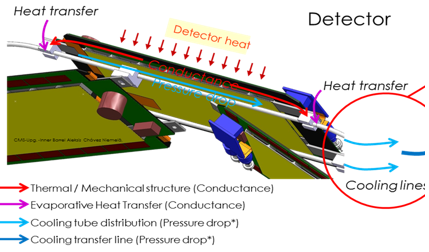 Heat transfer
Detector
Detector heat
Conductance
Pressure drop
Heat transfer
Cooling lines
Thermal / Mechanical structure (Conductance)
Evaporative Heat Transfer (Conductance)
Cooling tube distribution (Pressure drop*)
Cooling transfer line (Pressure drop*)